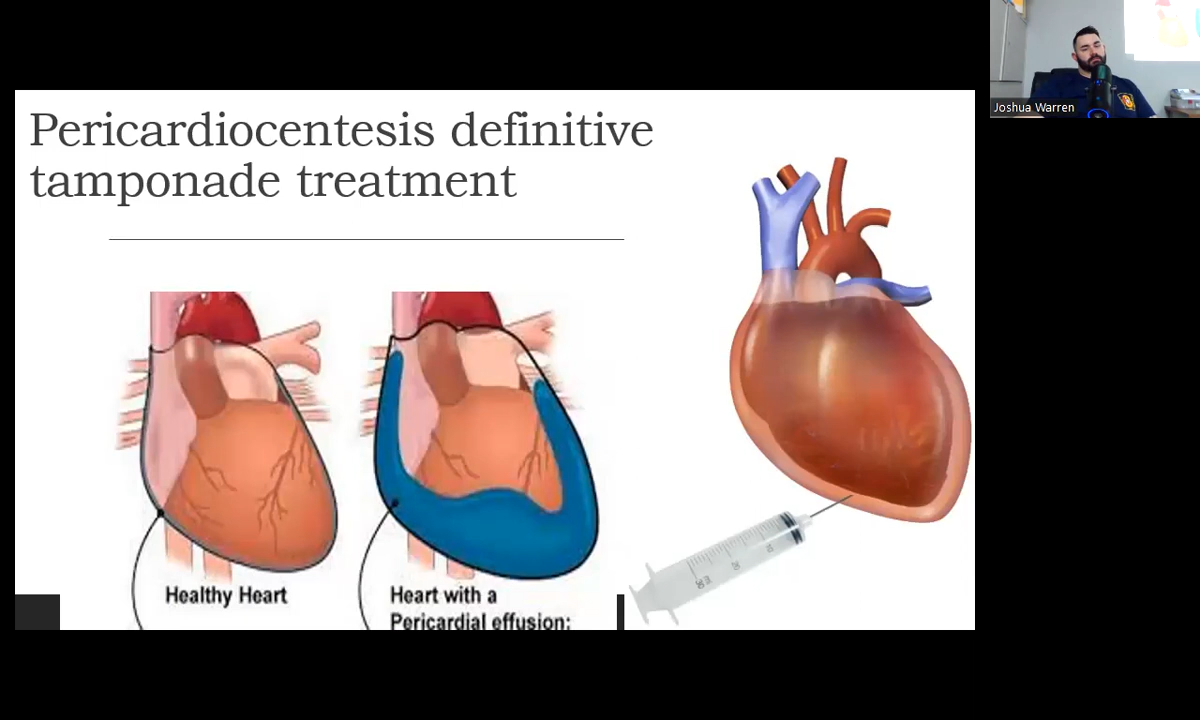 Pericardiocentesis definitive
tamponade treatment
Joshua Warren
Healthy Heart
Heart with a
Pericardial effusion: